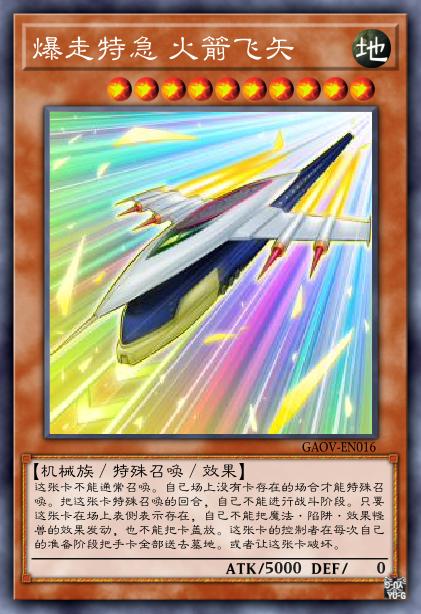 爆走特急 火箭飞矢
地
GAOV-EN016
【机械族／特殊召唤／效果】
这张卡不能通常召唤。自己场上没有卡存在的场合才能特殊召
唤。把这张卡特殊召唤的回合，自己不能进行战斗阶段。只要
这张卡在场上表侧表示存在，自己不能把魔法·陷阱·效果怪
兽的效果发动，也不能把卡盖放。这张卡的控制者在每次自己
的准备阶段把手卡全部送去墓地。或者让这张卡破坏。
ATK/5000 DEF/ 0